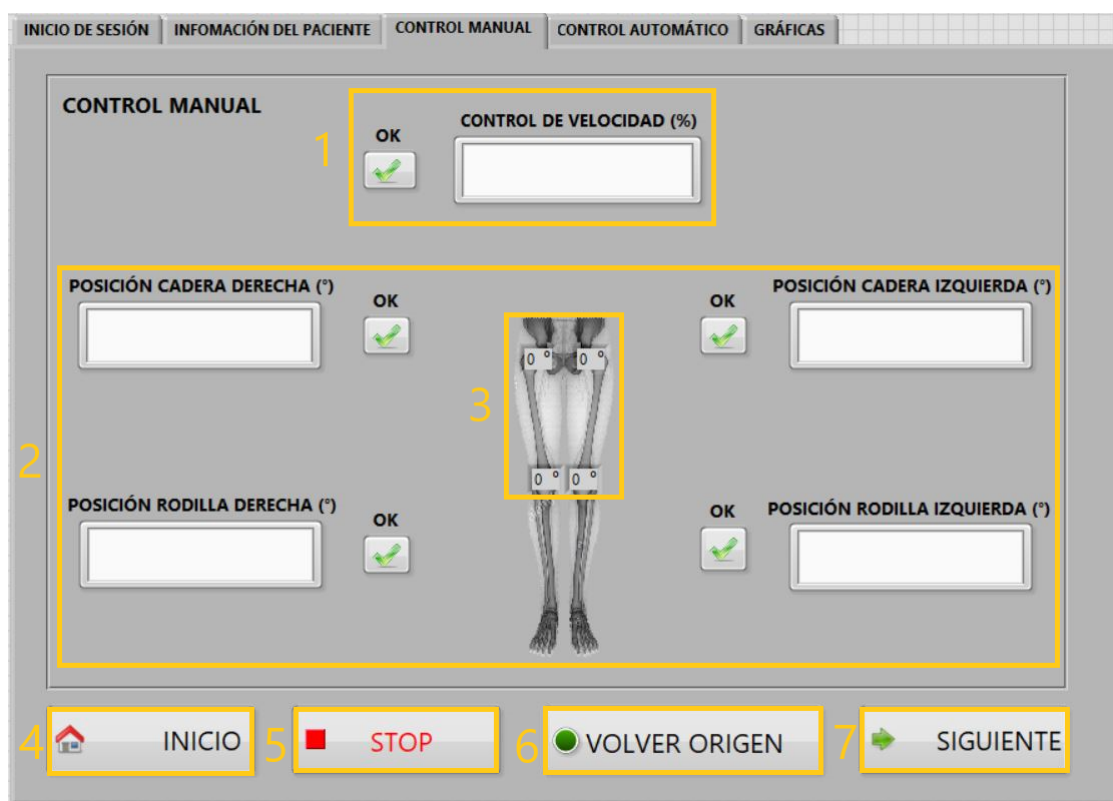 INICIO DE SESIÓN
INFOMACIÓN DEL PACIENTE
CONTROL MANUAL
CONTROL AUTOMÁTICO
GRÁFICAS
CONTROL MANUAL
1
OK
CONTROL DE VELOCIDAD (%)
2
POSICIÓN CADERA DERECHA (°)
OK
OK
POSICIÓN CADERA IZQUIERDA (°)
3
0 °
0 °
0 °
0 °
POSICIÓN RODILLA DERECHA (°)
OK
OK
POSICIÓN RODILLA IZQUIERDA (°)
4
INICIO
5
STOP
6
VOLVER ORIGEN
7
SIGUIENTE